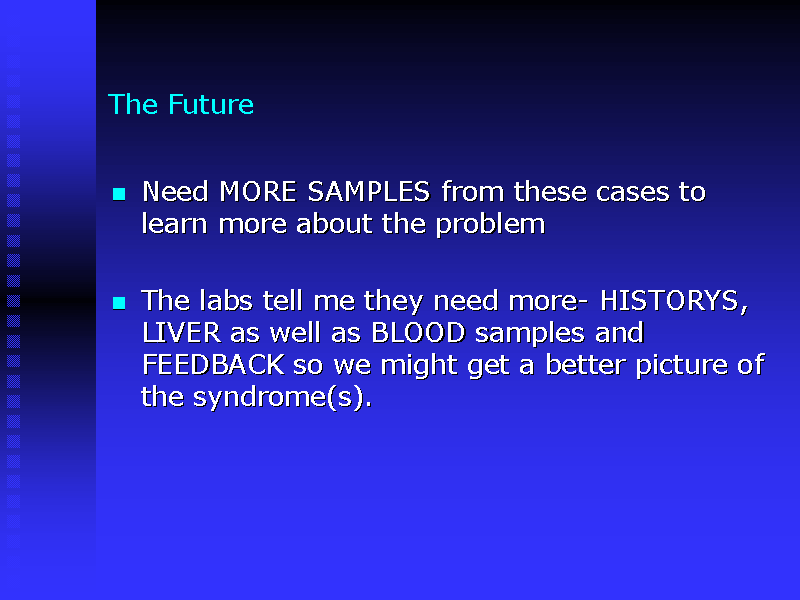 The Future
Need MORE SAMPLES from these cases to
learn more about the problem
The labs tell me they need more- HISTORYS,
LIVER as well as BLOOD samples and
FEEDBACK so we might get a better picture of
the syndrome(s).